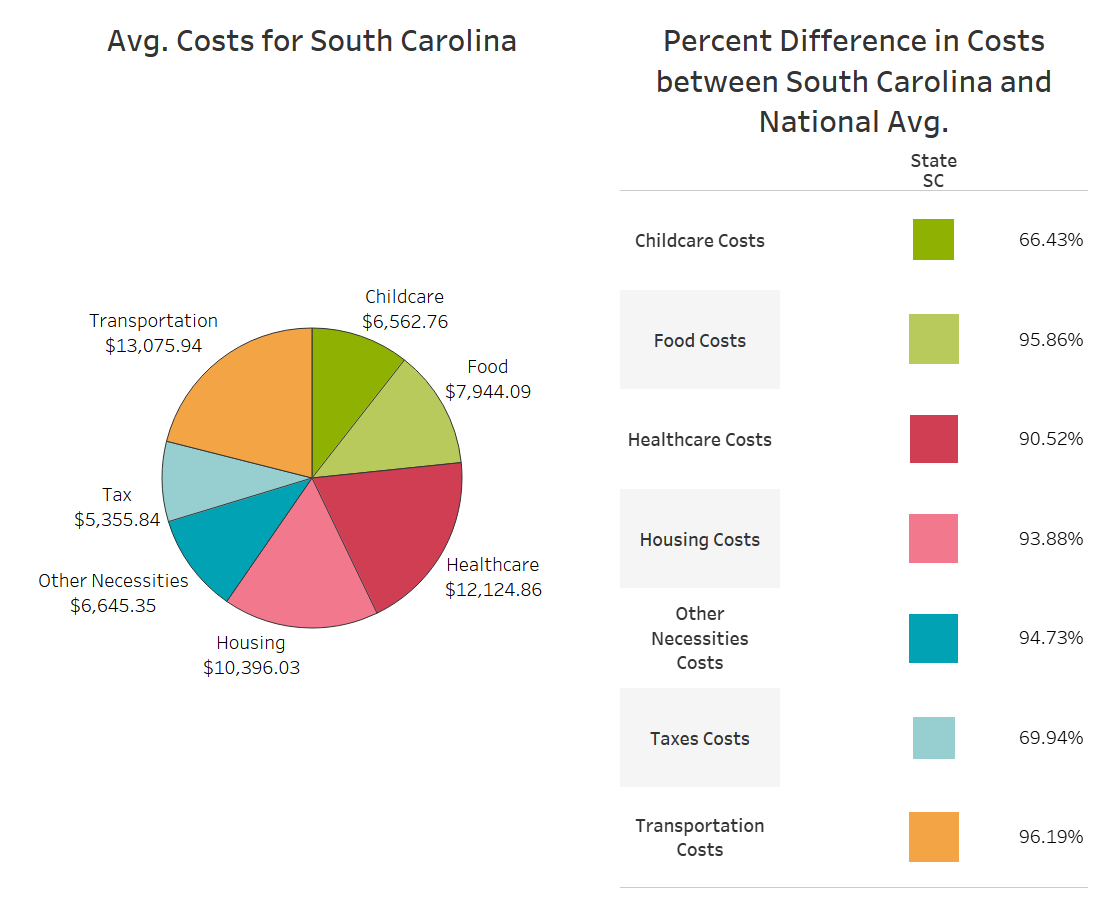 Avg. Costs for South Carolina
Childcare
$6,562.76
Food
$7,944.09
Healthcare
$12,124.86
Housing
$10,396.03
Other Necessities
$6,645.35
Tax
$5,355.84
Transportation
$13,075.94
Percent Difference in Costs
between South Carolina and
National Avg.
State
SC
Childcare Costs 66.43%
Food Costs 95.86%
Healthcare Costs 90.52%
Housing Costs 93.88%
Other
Necessities 94.73%
Costs
Taxes Costs 69.94%
Transportation
Costs 96.19%